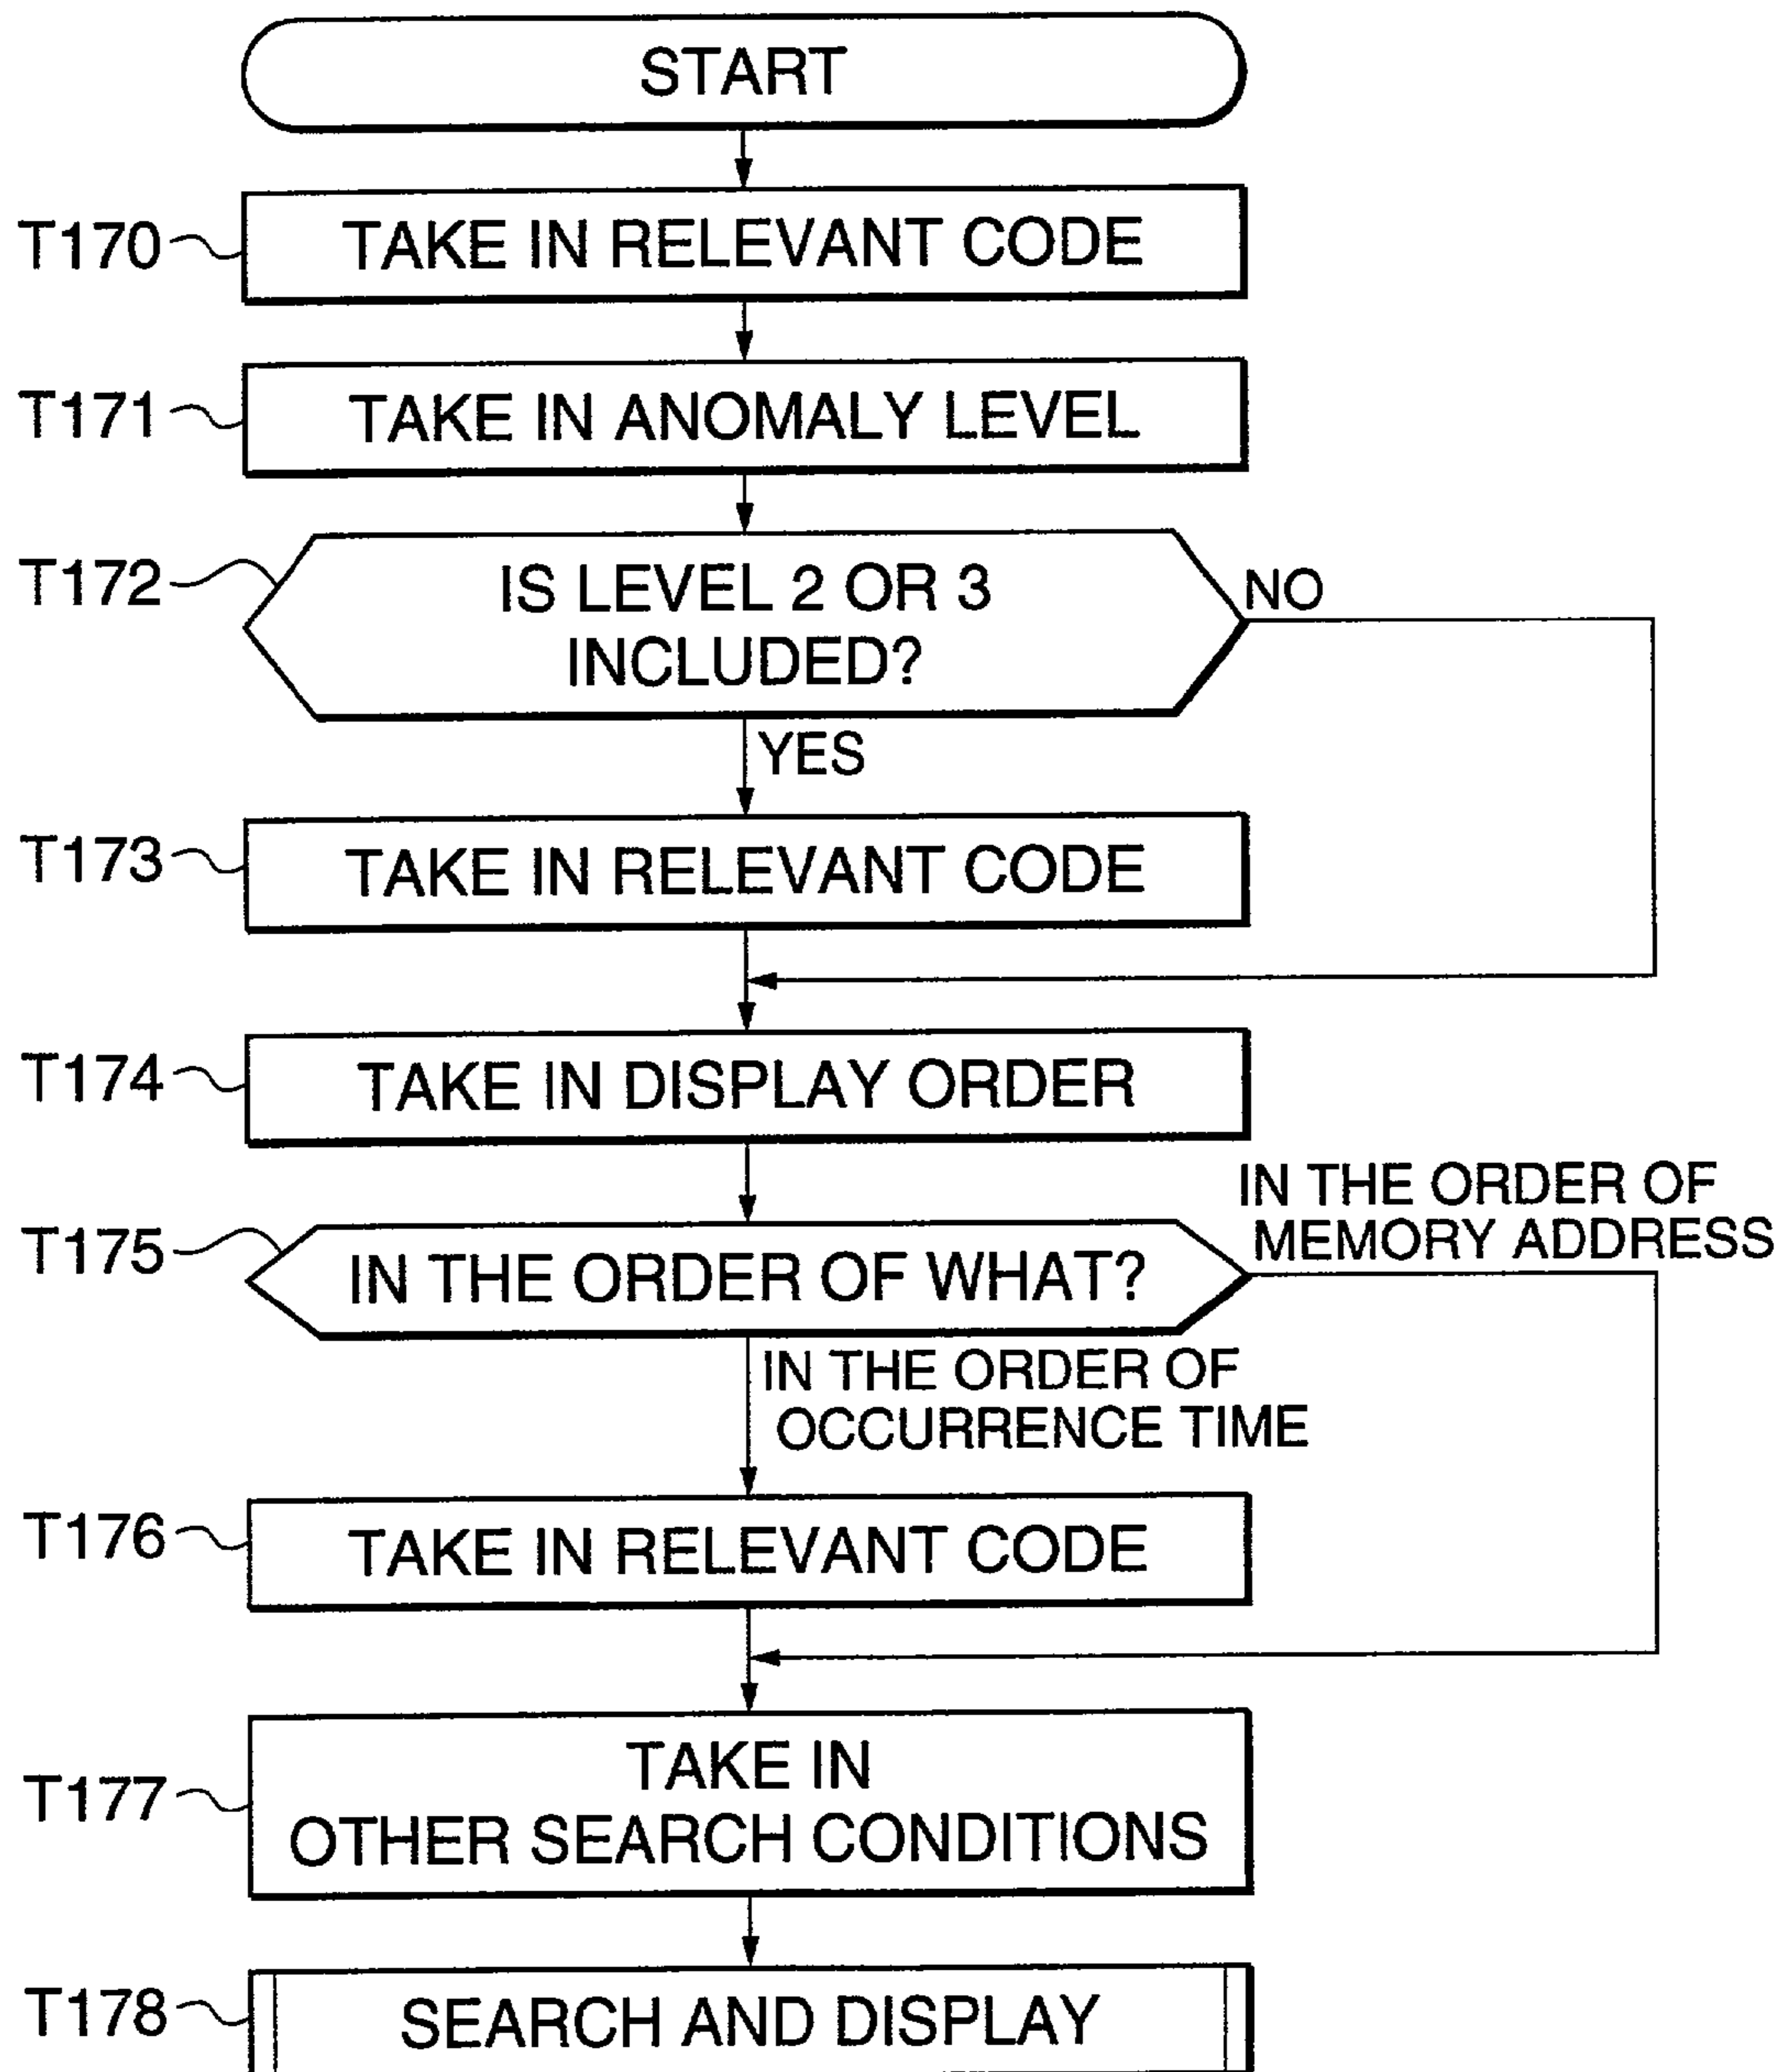 START
T170
TAKE IN RELEVANT CODE
T171
TAKE IN ANOMALY LEVEL
T172
IS LEVEL 2 OR 3
INCLUDED?
NO
YES
T173
TAKE IN RELEVANT CODE
T174
TAKE IN DISPLAY ORDER
T175
IN THE ORDER OF WHAT?
IN THE ORDER OF
MEMORY ADDRESS
IN THE ORDER OF
OCCURRENCE TIME
T176
TAKE IN RELEVANT CODE
T177
TAKE IN
OTHER SEARCH CONDITIONS
T178
SEARCH AND DISPLAY